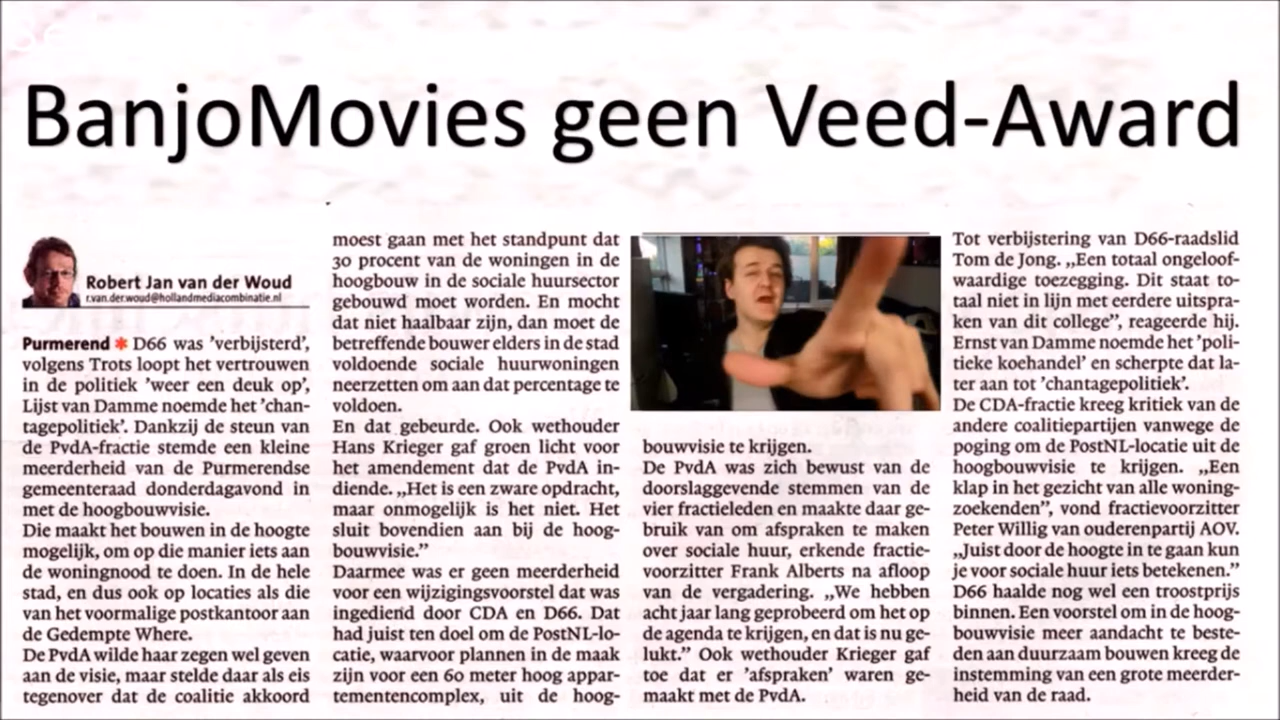 BanjoMovies geen Veed-Award
Robert Jan van der Woud
r.van.der.woud@hollandmediacombinatie.nl
Purmerend ✱ D66 was ’verbijsterd’,
volgens Trots loopt het vertrouwen
in de politiek ’weer een deuk op’,
Lijst van Damme noemde het ’chan-
tagepolitiek’. Dankzij de steun van
de PvdA-fractie stemde een kleine
meerderheid van de Purmerendse
gemeenteraad donderdagavond in
met de hoogbouwvisie.
Die maakt het bouwen in de hoogte
mogelijk, om op die manier iets aan
de woningnood te doen. In de hele
stad, en dus ook op locaties als die
van het voormalige postkantoor aan
de Gedempte Where.
De PvdA wilde haar zegen wel geven
aan de visie, maar stelde daar als eis
tegenover dat de coalitie akkoord
moest gaan met het standpunt dat
30 procent van de woningen in de
hoogbouw in de sociale huursector
gebouwd moet worden. En mocht
dat niet haalbaar zijn, dan moet de
betreffende bouwer elders in de stad
voldoende sociale huurwoningen
neerzetten om aan dat percentage te
voldoen.
En dat gebeurde. Ook wethouder
Hans Krieger gaf groen licht voor
het amendement dat de PvdA in-
diende. „Het is een zware opdracht,
maar onmogelijk is het niet. Het
sluit bovendien aan bij de hoog-
bouwvisie.”
Daarmee was er geen meerderheid
voor een wijzigingsvoorstel dat was
ingediend door CDA en D66. Dat
had juist ten doel om de PostNL-lo-
catie, waarvoor plannen in de maak
zijn voor een 60 meter hoog appar-
tementencomplex, uit de hoog-
bouwvisie te krijgen.
De PvdA was zich bewust van de
doorslaggevende stemmen van de
vier fractieleden en maakte daar ge-
bruik van om afspraken te maken
over sociale huur, erkende fractie-
voorzitter Frank Alberts na afloop
van de vergadering. „We hebben
acht jaar lang geprobeerd om het op
de agenda te krijgen, en dat is nu ge-
lukt.” Ook wethouder Krieger gaf
toe dat er ’afspraken’ waren ge-
maakt met de PvdA.
Tot verbijstering van D66-raadslid
Tom de Jong. „Een totaal ongeloof-
waardige toezegging. Dit staat to-
taal niet in lijn met eerdere uitspra-
ken van dit college”, reageerde hij.
Ernst van Damme noemde het ’poli-
tieke koehandel’ en scherpte dat la-
ter aan tot ’chantagepolitiek’.
De CDA-fractie kreeg kritiek van de
andere coalitiepartijen vanwege de
poging om de PostNL-locatie uit de
hoogbouwvisie te krijgen. „Een
klap in het gezicht van alle woning-
zoekenden”, vond fractievoorzitter
Peter Willig van ouderenpartij AOV.
„Juist door de hoogte in te gaan kun
je voor sociale huur iets betekenen.”
D66 haalde nog wel een troostprijs
binnen. Een voorstel om in de hoog-
bouwvisie meer aandacht te beste-
den aan duurzaam bouwen kreeg de
instemming van een grote meerder-
heid van de raad.